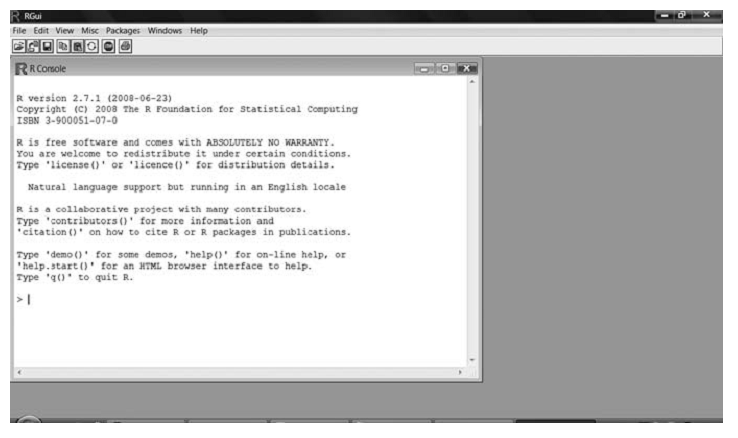 RGui
File Edit View Misc Packages Windows Help
R Console
R version 2.7.1 (2008-06-23)
Copyright (C) 2008 The R Foundation for Statistical Computing
ISBN 3-900051-07-0
R is free software and comes with ABSOLUTELY NO WARRANTY.
You are welcome to redistribute it under certain conditions.
Type 'license()' or 'licence()' for distribution details.
Natural language support but running in an English locale
R is a collaborative project with many contributors.
Type 'contributors()' for more information and
'citation()' on how to cite R or R packages in publications.
Type 'demo()' for some demos, 'help()' for on-line help, or
'help.start()' for an HTML browser interface to help.
Type 'q()' to quit R.
>